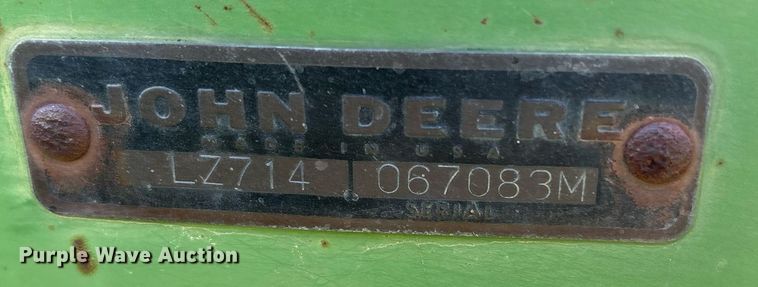 JOHN DEERE
MADE IN U.S.A.
LZ714 067083M
SERIAL
Purple Wave Auction